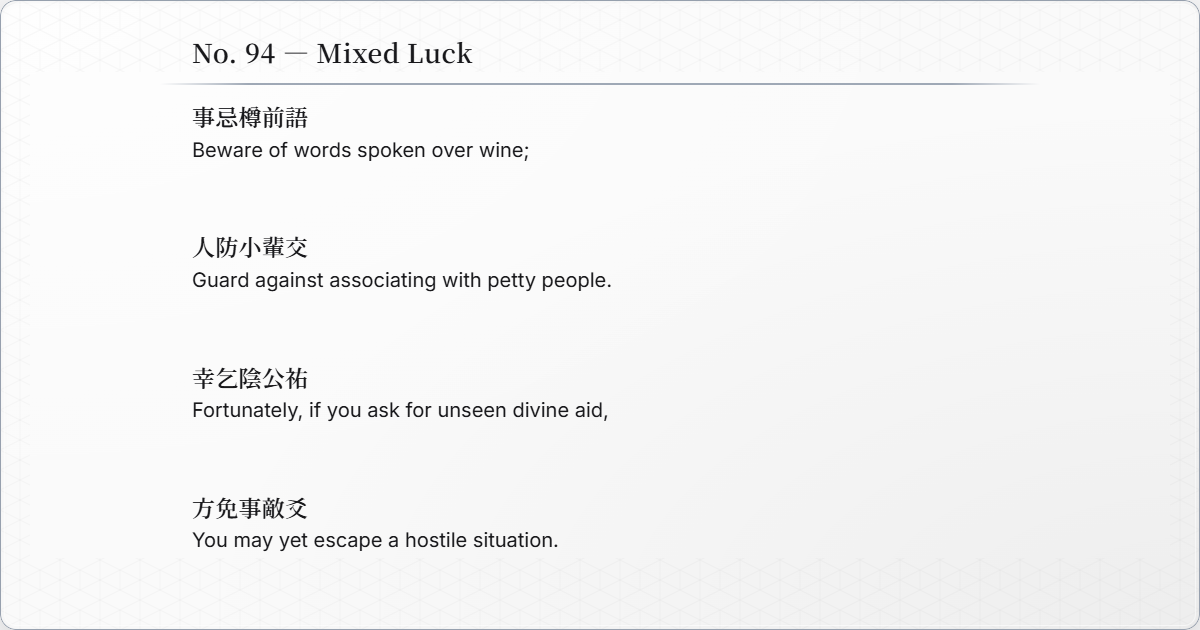 No. 94 — Mixed Luck
事忌樽前語
Beware of words spoken over wine;
人防小輩交
Guard against associating with petty people.
幸乞陰公祐
Fortunately, if you ask for unseen divine aid,
方免事敵爻
You may yet escape a hostile situation.